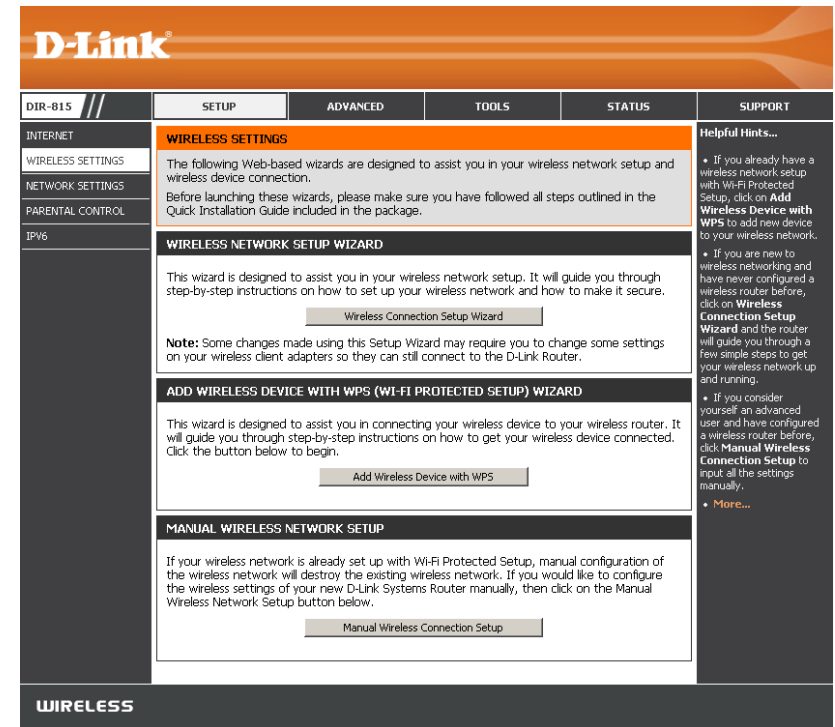 D-Link®
DIR-815 ///
SETUP
ADVANCED
TOOLS
STATUS
SUPPORT
INTERNET
WIRELESS SETTINGS
NETWORK SETTINGS
PARENTAL CONTROL
IPV6
WIRELESS SETTINGS
The following Web-based wizards are designed to assist you in your wireless network setup and
wireless device connection.
Before launching these wizards, please make sure you have followed all steps outlined in the
Quick Installation Guide included in the package.
WIRELESS NETWORK SETUP WIZARD
This wizard is designed to assist you in your wireless network setup. It will guide you through
step-by-step instructions on how to set up your wireless network and how to make it secure.
Wireless Connection Setup Wizard
Note: Some changes made using this Setup Wizard may require you to change some settings
on your wireless client adapters so they can still connect to the D-Link Router.
ADD WIRELESS DEVICE WITH WPS (WI-FI PROTECTED SETUP) WIZARD
This wizard is designed to assist you in connecting your wireless device to your wireless router. It
will guide you through step-by-step instructions on how to get your wireless device connected.
Click the button below to begin.
Add Wireless Device with WPS
MANUAL WIRELESS NETWORK SETUP
If your wireless network is already set up with Wi-Fi Protected Setup, manual configuration of
the wireless network will destroy the existing wireless network. If you would like to configure
the wireless settings of your new D-Link Systems Router manually, then click on the Manual
Wireless Network Setup button below.
Manual Wireless Connection Setup
Helpful Hints...
• If you already have a
wireless network setup
with Wi-Fi Protected
Setup, click on Add
Wireless Device with
WPS to add new device
to your wireless network.
• If you are new to
wireless networking and
have never configured a
wireless router before,
click on Wireless
Connection Setup
Wizard and the router
will guide you through a
few simple steps to get
your wireless network up
and running.
• If you consider
yourself an advanced
user and have configured
a wireless router before,
click Manual Wireless
Connection Setup to
input all the settings
manually.
• More...
WIRELESS